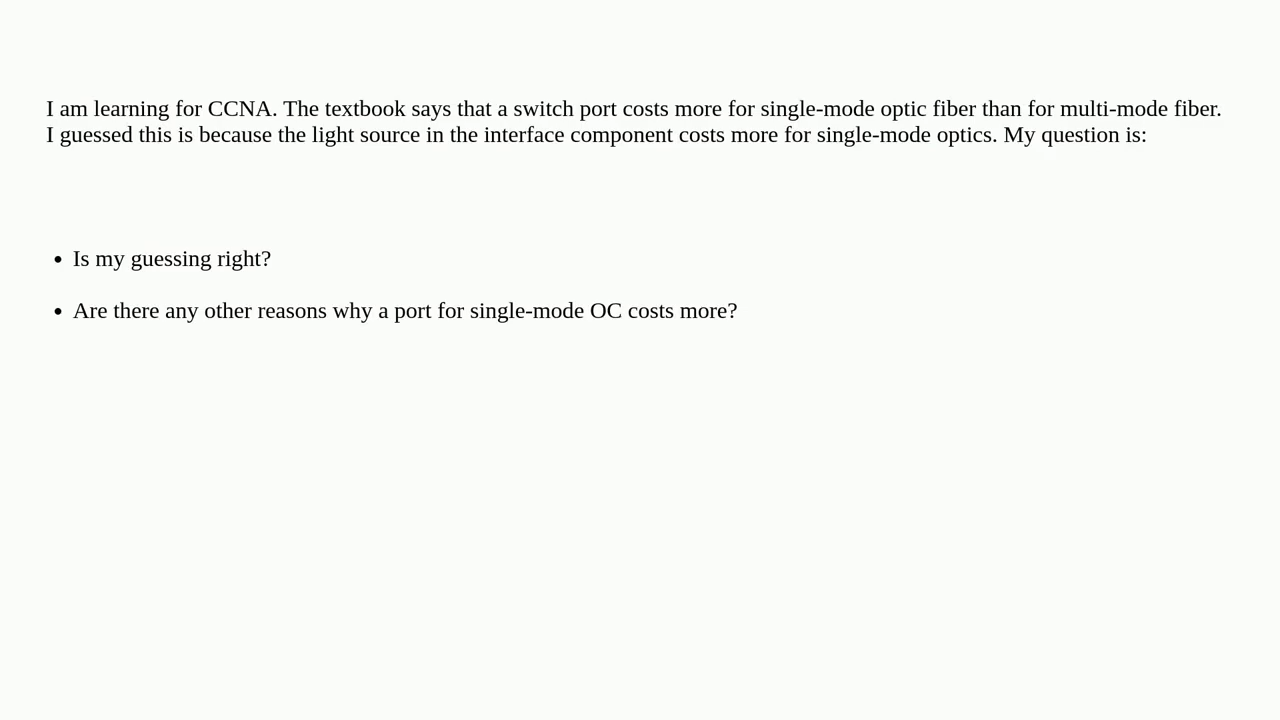 I am learning for CCNA. The textbook says that a switch port costs more for single-mode optic fiber than for multi-mode fiber.
I guessed this is because the light source in the interface component costs more for single-mode optics. My question is:
• Is my guessing right?
• Are there any other reasons why a port for single-mode OC costs more?